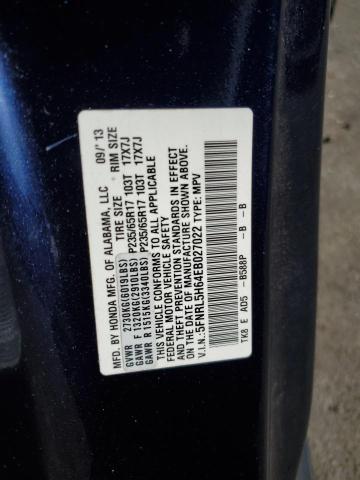 MFD. BY HONDA MFG. OF ALABAMA, LLC 09/'13
TIRE SIZE RIM SIZE
GVWR 2730KG(6019LBS)
GAWR F 1320KG(2910LBS) P235/65R17 103T 17X7J
GAWR R 1515KG(3340LBS) P235/65R17 103T 17X7J
THIS VEHICLE CONFORMS TO ALL APPLICABLE
FEDERAL MOTOR VEHICLE SAFETY
AND THEFT PREVENTION STANDARDS IN EFFECT
ON THE DATE OF MANUFACTURE SHOWN ABOVE.
V.I.N.: 5FNRL5H64EB027022 TYPE: MPV
TK8 E AD5 -B588P -B -B